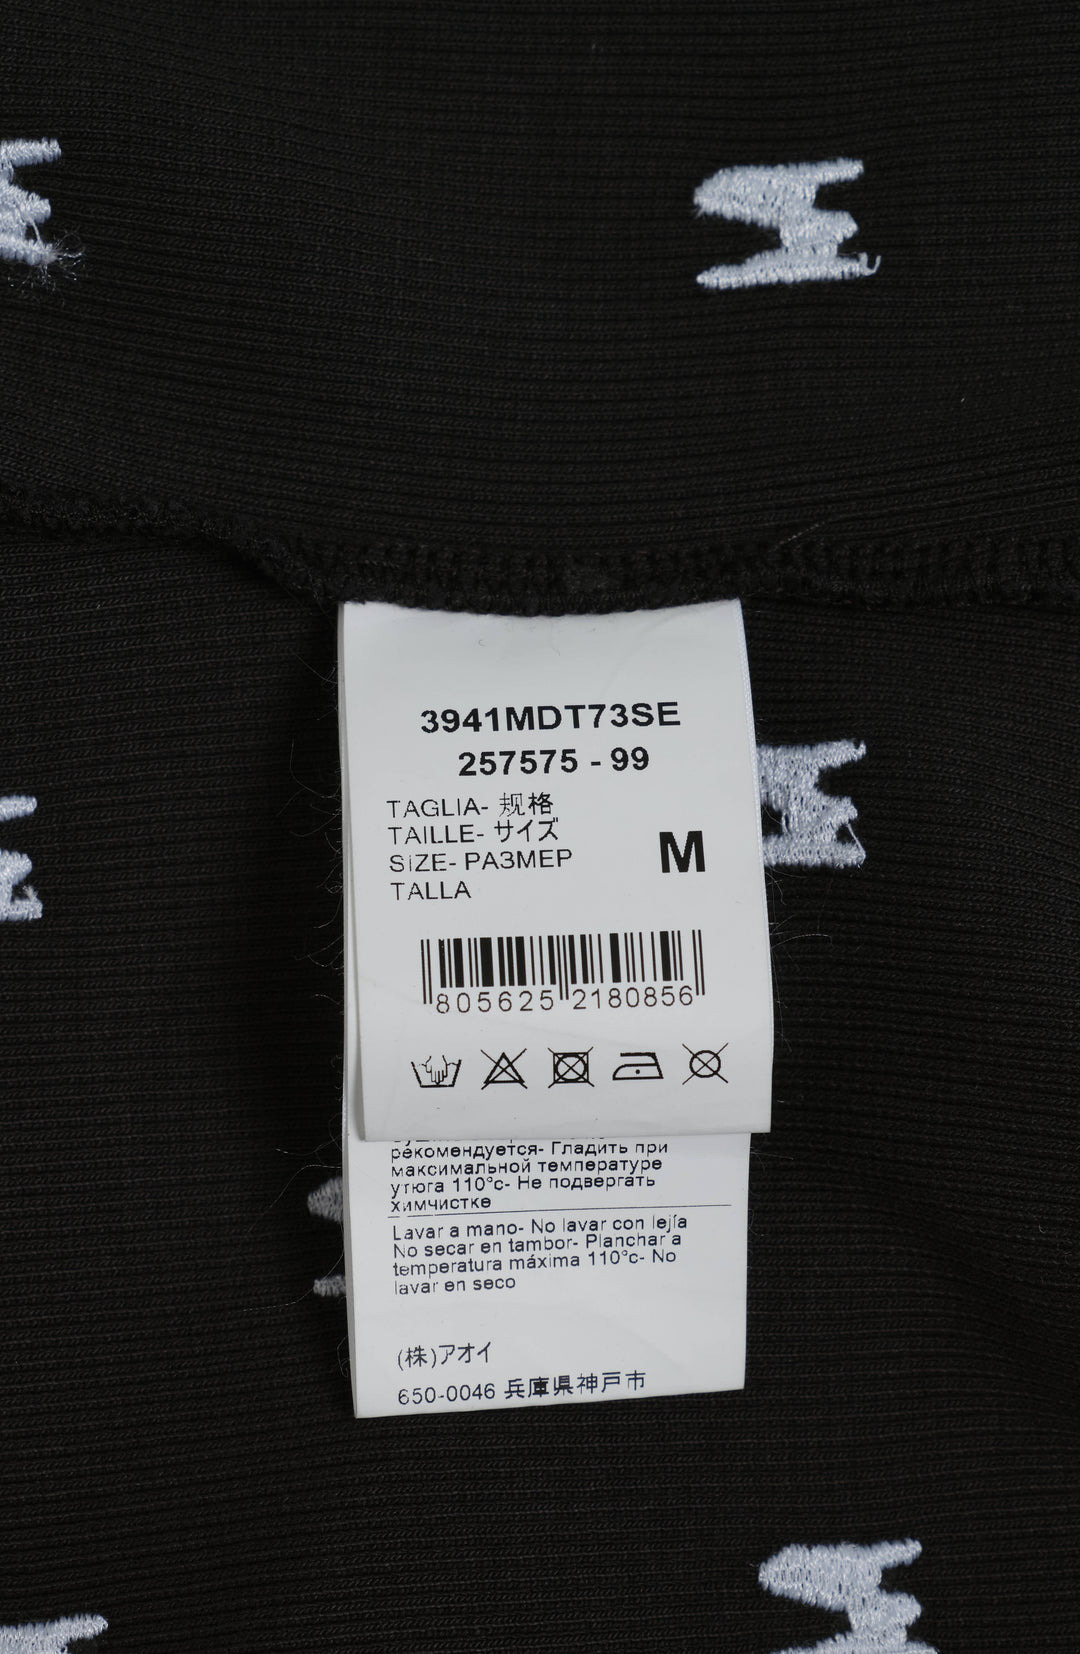 3941MDT73SE
257575 - 99
TAGLIA- 规格
TAILLE- サイズ
SIZE- РАЗМЕР
TALLA
M
805625 2180856
рекомендуется- Гладить при
максимальной температуре
утюга 110°c- Не подвергать
химчистке
Lavar a mano- No lavar con lejía
No secar en tambor- Planchar a
temperatura máxima 110°c- No
lavar en seco
(株)アオイ
650-0046 兵庫県神戸市